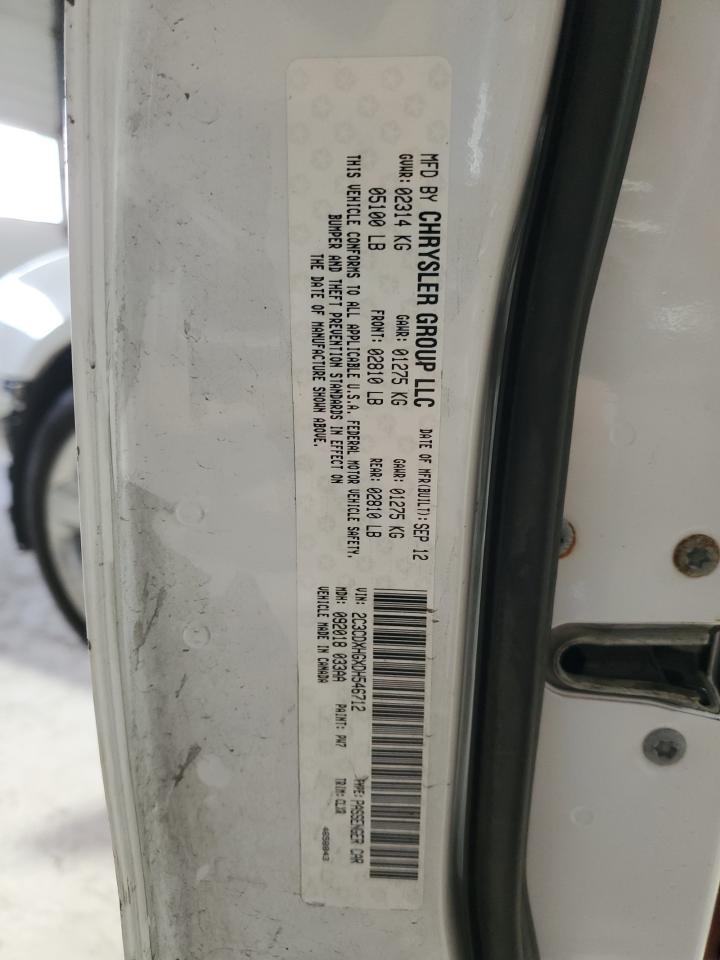 MFD BY CHRYSLER GROUP LLC DATE OF MFR(BUILT): SEP 12
GVWR: 02314 KG GAWR: 01275 KG GAWR: 01275 KG
05100 LB FRONT: 02810 LB REAR: 02810 LB
THIS VEHICLE CONFORMS TO ALL APPLICABLE U.S.A. FEDERAL MOTOR VEHICLE SAFETY,
BUMPER AND THEFT PREVENTION STANDARDS IN EFFECT ON
THE DATE OF MANUFACTURE SHOWN ABOVE.
VIN: 2C3CDXHGXDH546712 TYPE: PASSENGER CAR
MDH: 092018 033AA PAINT: PW7 TRIM: CLXR
VEHICLE MADE IN CANADA